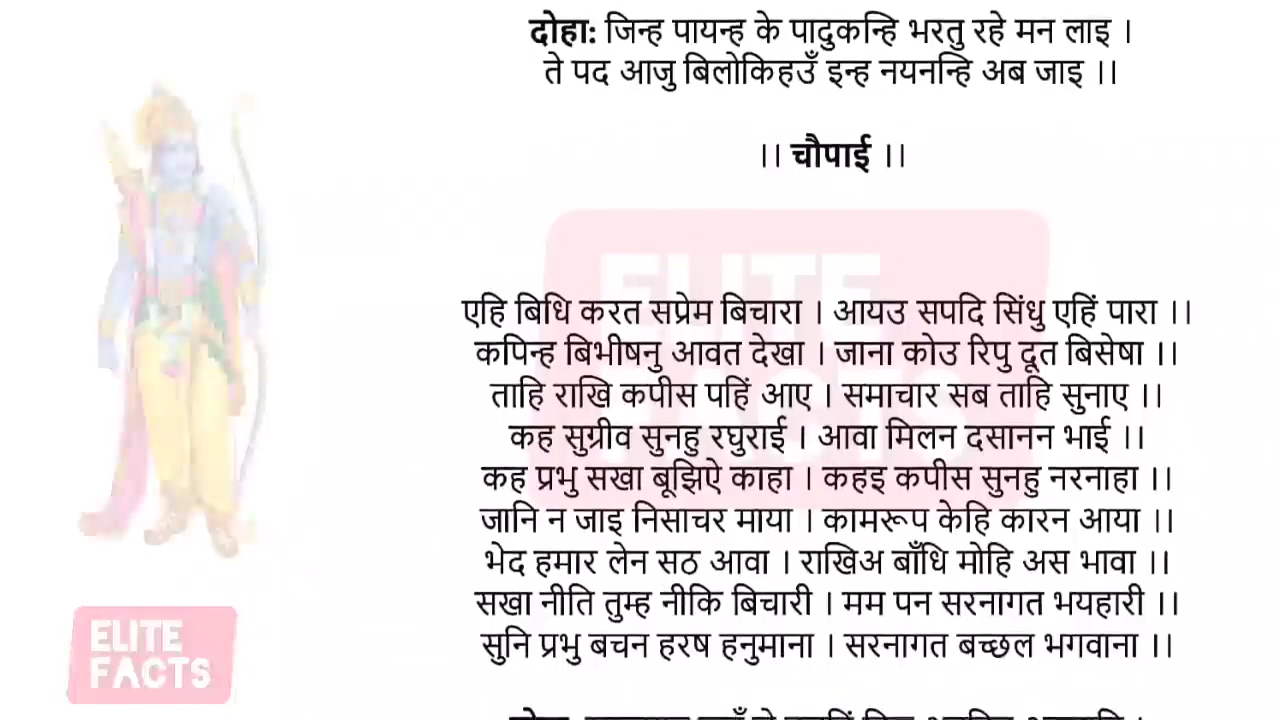 दोहा: जिन्ह पायन्ह के पादुकन्हि भरतु रहे मन लाइ ।
ते पद आजु बिलोकिहउँ इन्ह नयनन्हि अब जाइ ।।
।। चौपाई ।।
एहि बिधि करत सप्रेम बिचारा । आयउ सपदि सिंधु एहिं पारा ।।
कपिन्ह बिभीषनु आवत देखा । जाना कोउ रिपु दूत बिसेषा ।।
ताहि राखि कपीस पहिं आए । समाचार सब ताहि सुनाए ।।
कह सुग्रीव सुनहु रघुराई । आवा मिलन दसानन भाई ।।
कह प्रभु सखा बूझिऐ काहा । कहइ कपीस सुनहु नरनाहा ।।
जानि न जाइ निसाचर माया । कामरूप केहि कारन आया ।।
भेद हमार लेन सठ आवा । राखिअ बाँधि मोहि अस भावा ।।
सखा नीति तुम्ह नीकि बिचारी । मम पन सरनागत भयहारी ।।
सुनि प्रभु बचन हरष हनुमाना । सरनागत बच्छल भगवाना ।।
ELITE
FACTS
ELITE
FACTS